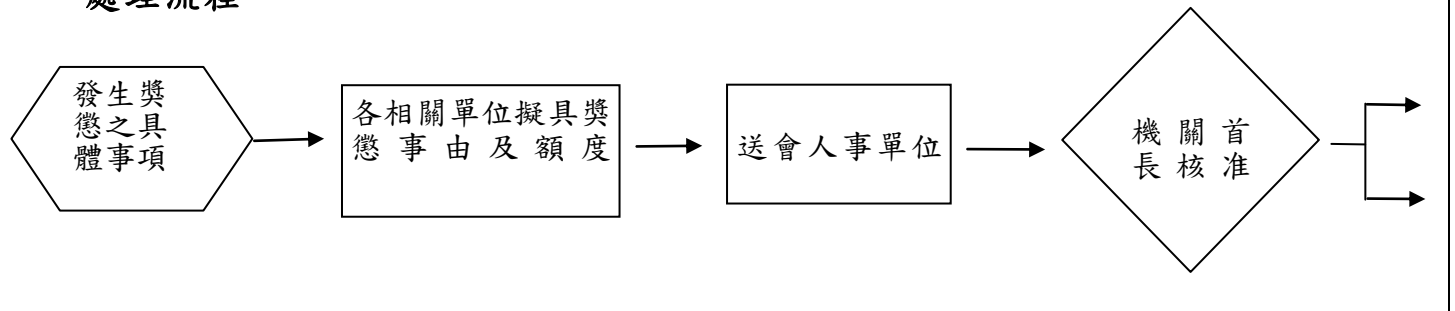 處理流程
發生獎
懲之具
體事項
各相關單位擬具獎
懲事由及額度
送會人事單位
機關首
長核准